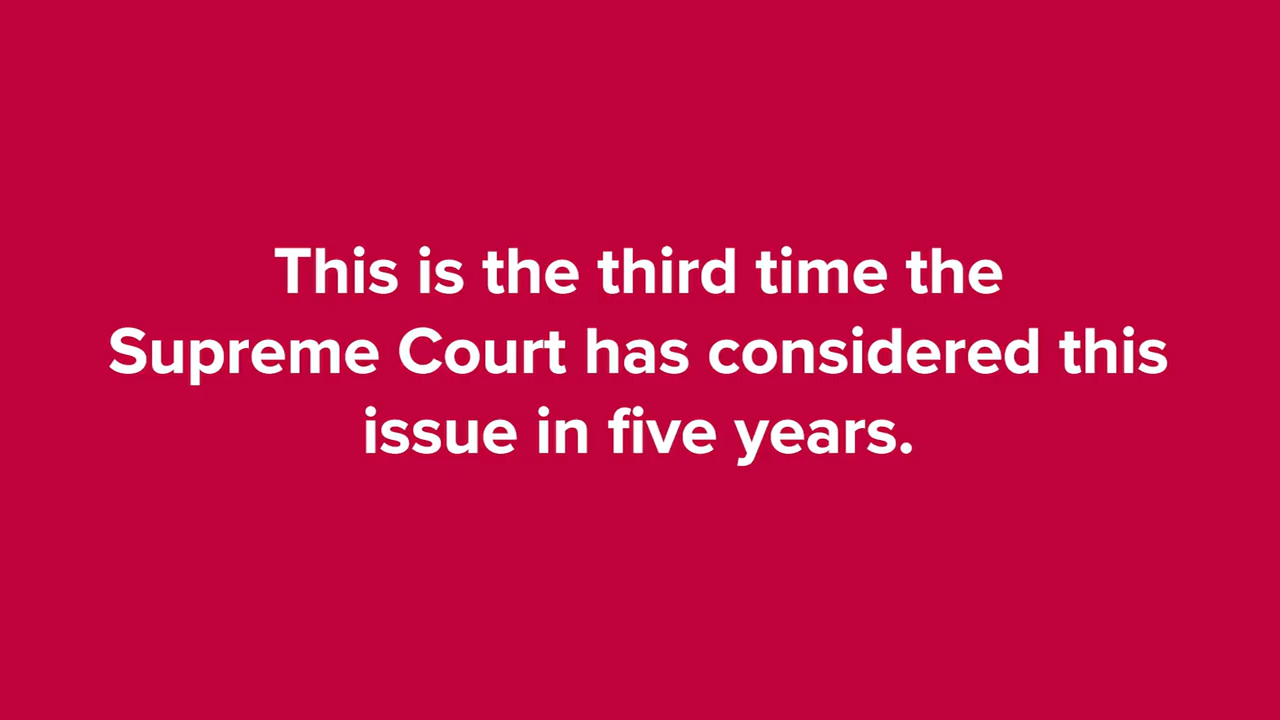 This is the third time the
Supreme Court has considered this
issue in five years.